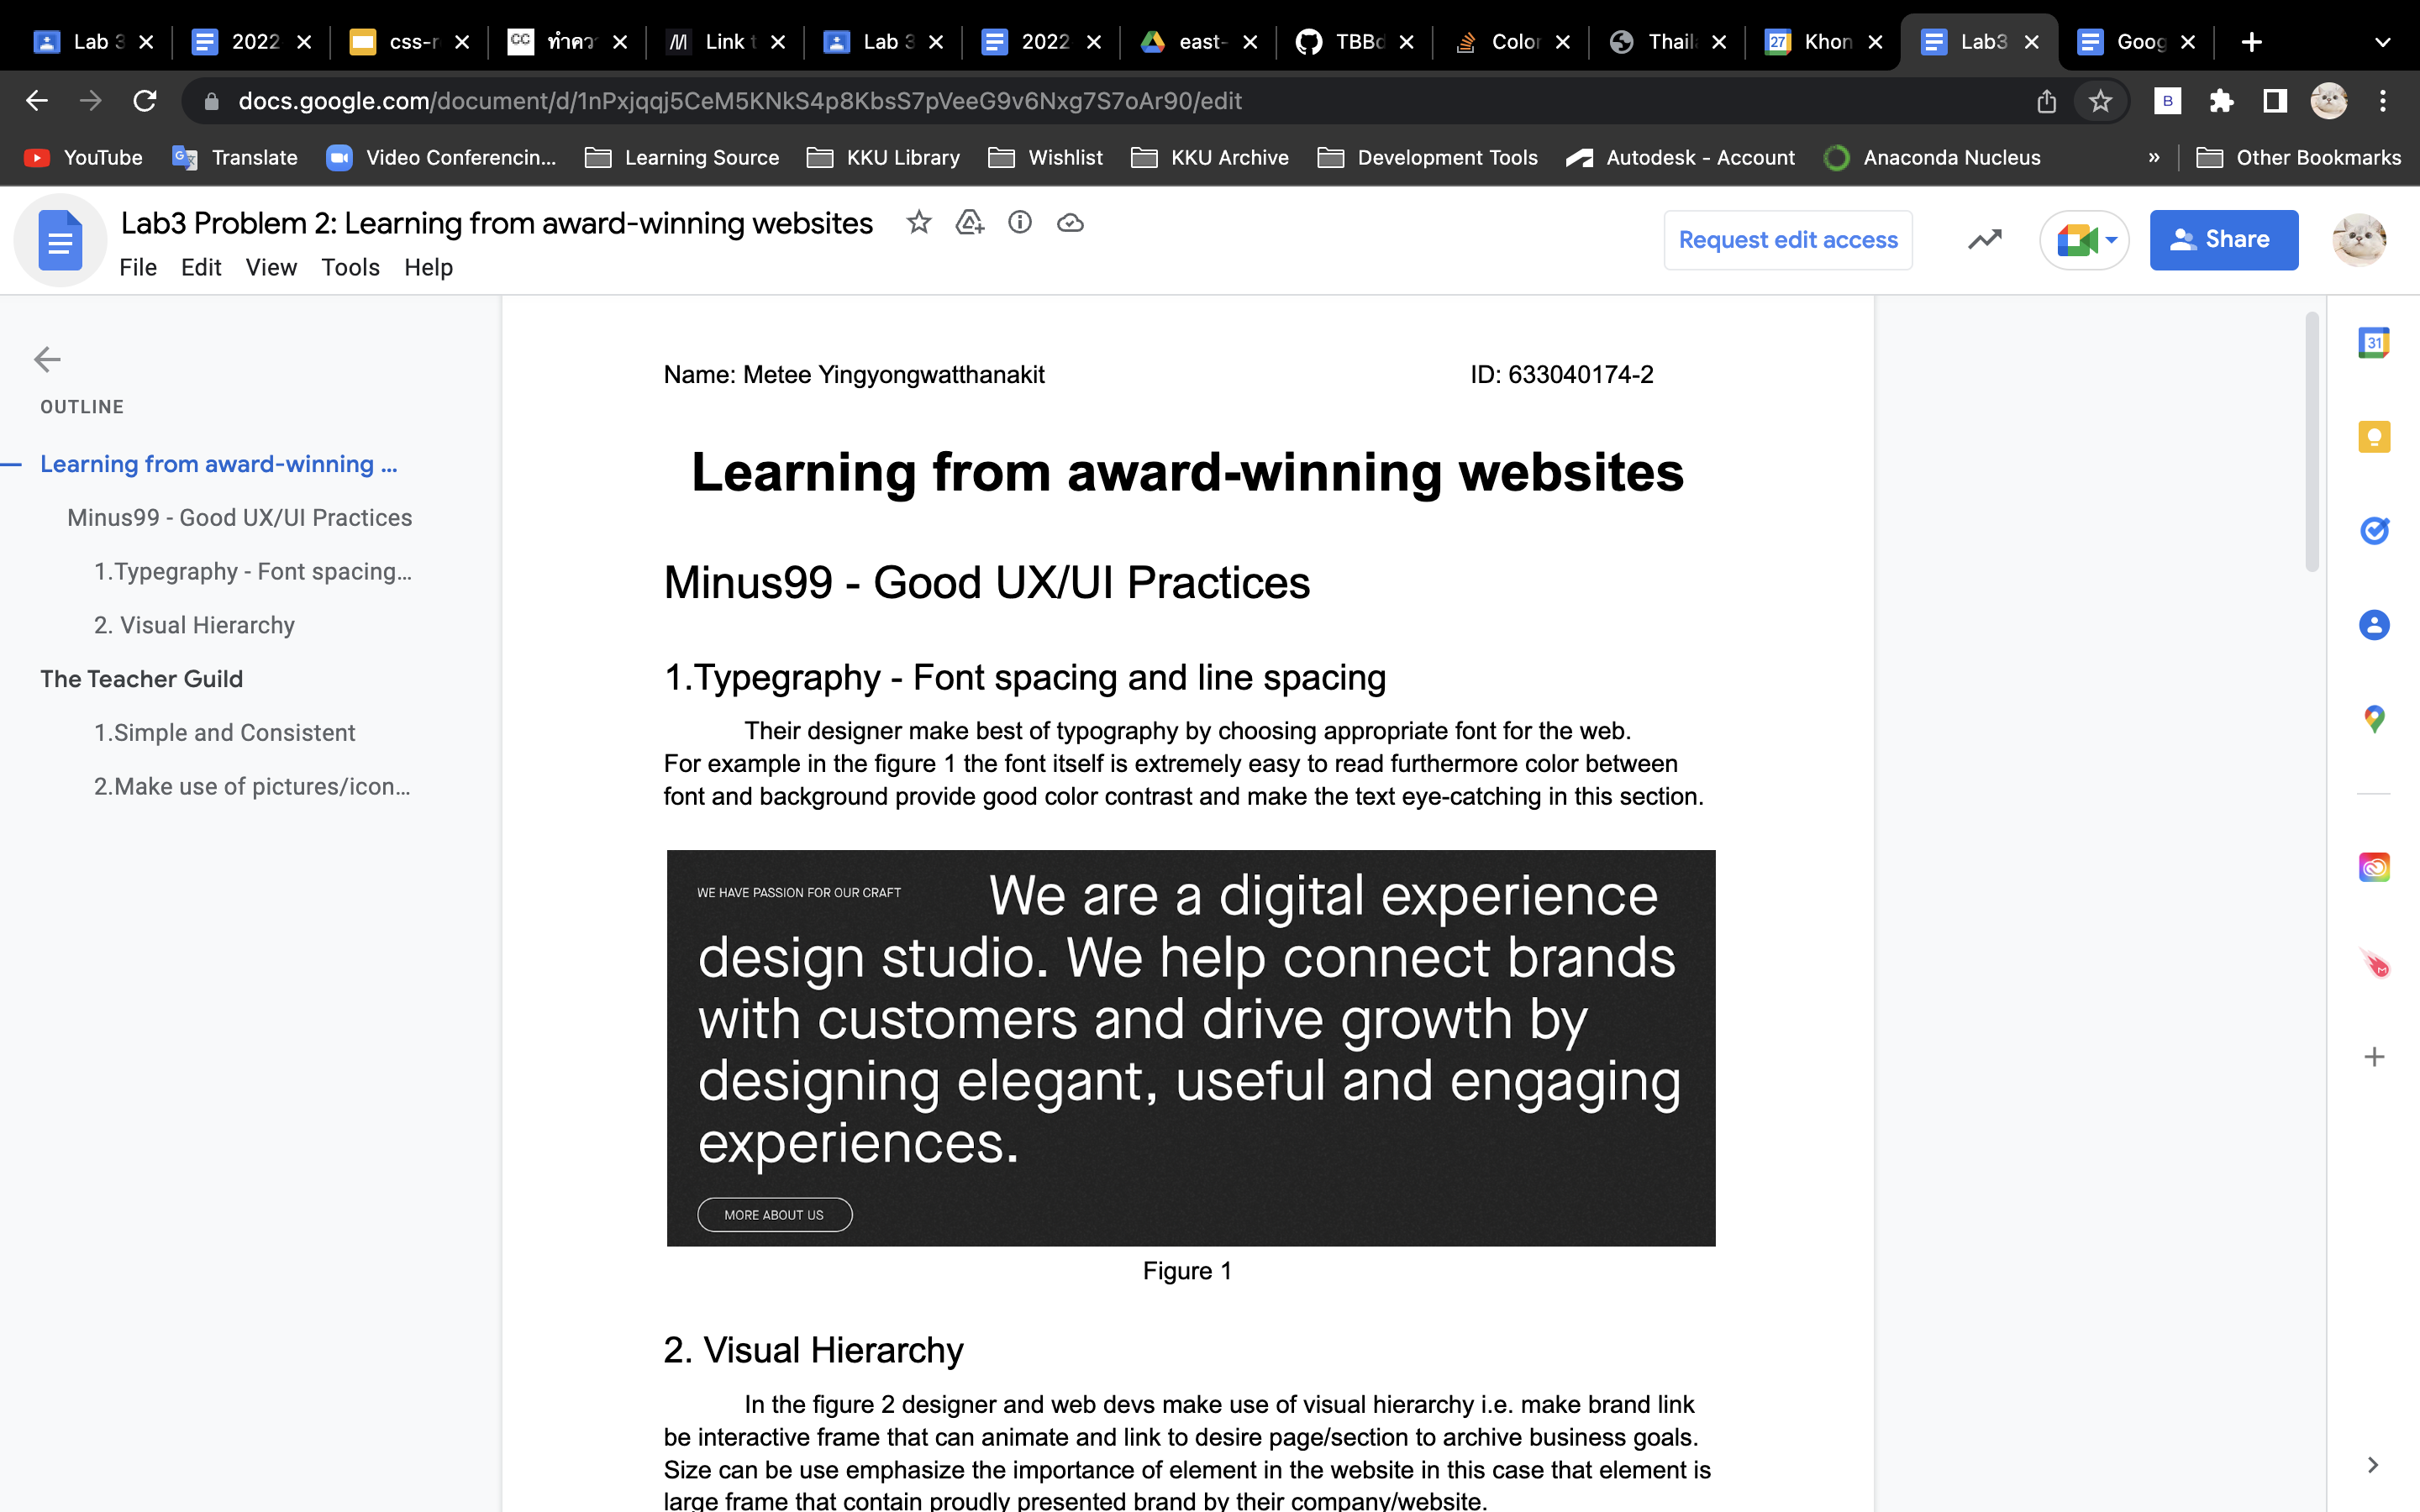 Lab 3
2022
css-r
CC ทำคว
Link t
Lab 3
2022
east-
TBBd
Color
Thail
27 Khon
Lab3
Goog
docs.google.com/document/d/1nPxjqqj5CeM5KNkS4p8KbsS7pVeeG9v6Nxg7S7oAr90/edit
B
YouTube
Translate
Video Conferencin...
Learning Source
KKU Library
Wishlist
KKU Archive
Development Tools
Autodesk - Account
Anaconda Nucleus
»
Other Bookmarks
Lab3 Problem 2: Learning from award-winning websites
File Edit View Tools Help
Request edit access
Share
31
OUTLINE
Learning from award-winning ...
Minus99 - Good UX/UI Practices
1.Typegraphy - Font spacing...
2. Visual Hierarchy
The Teacher Guild
1.Simple and Consistent
2.Make use of pictures/icon...
Name: Metee Yingyongwatthanakit ID: 633040174-2
Learning from award-winning websites
Minus99 - Good UX/UI Practices
1.Typegraphy - Font spacing and line spacing
Their designer make best of typography by choosing appropriate font for the web.
For example in the figure 1 the font itself is extremely easy to read furthermore color between
font and background provide good color contrast and make the text eye-catching in this section.
WE HAVE PASSION FOR OUR CRAFT We are a digital experience
design studio. We help connect brands
with customers and drive growth by
designing elegant, useful and engaging
experiences.
MORE ABOUT US
Figure 1
2. Visual Hierarchy
In the figure 2 designer and web devs make use of visual hierarchy i.e. make brand link
be interactive frame that can animate and link to desire page/section to archive business goals.
Size can be use emphasize the importance of element in the website in this case that element is
large frame that contain proudly presented brand by their company/website.